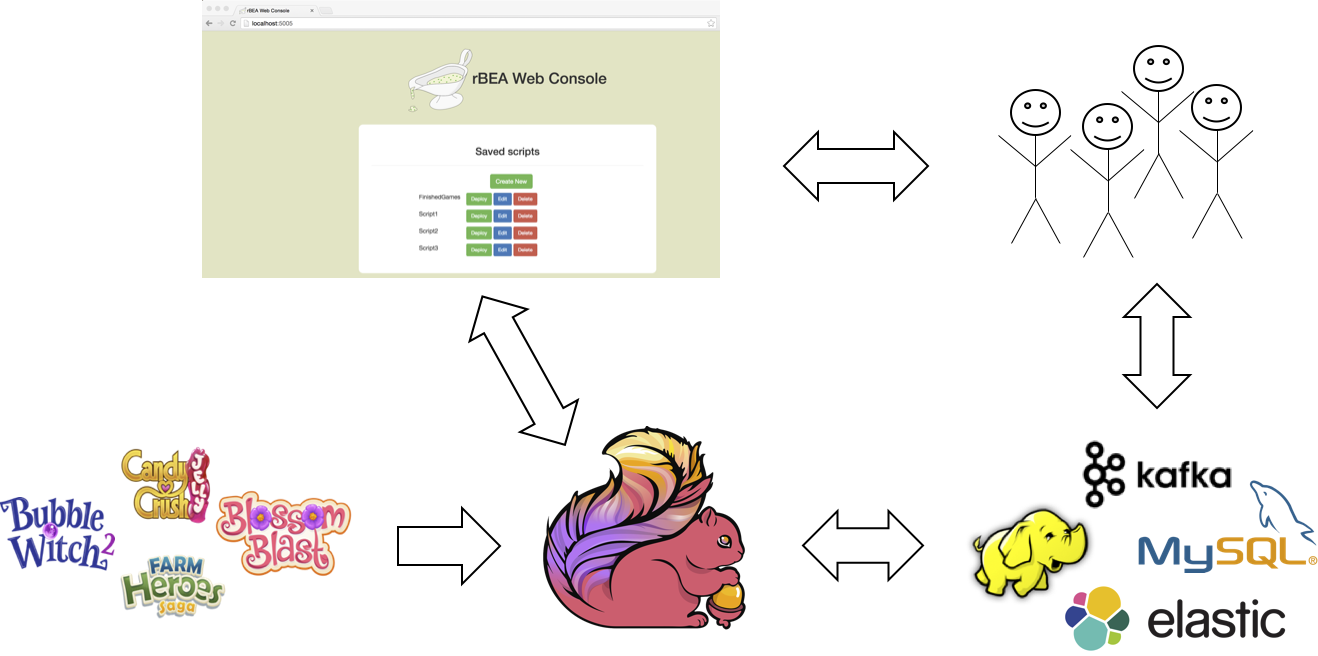 rBEA Web Console
localhost:5005
rBEA Web Console
Saved scripts
Create New
FinishedGames Deploy Edit Delete
Script1 Deploy Edit Delete
Script2 Deploy Edit Delete
Script3 Deploy Edit Delete
Candy
Crush
JELLY
Bubble
Witch2
Blossom
Blast
FARM
Heroes
saga
kafka
MySQL®
elastic